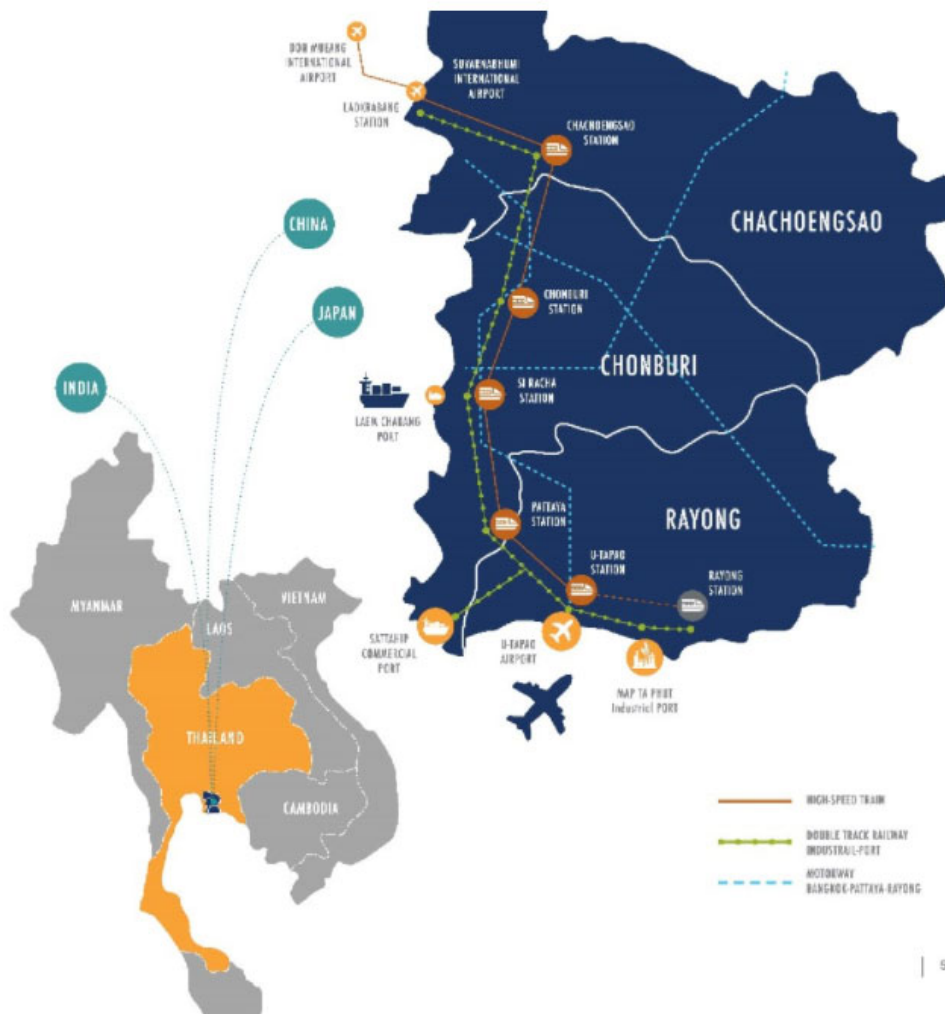 DON MUEANG
INTERNATIONAL
AIRPORT
SUVARNABHUMI
INTERNATIONAL
AIRPORT
LADKRABANG
STATION
CHACHOENGSAO
STATION
CHINA
CHACHOENGSAO
JAPAN
CHONBURI
STATION
CHONBURI
INDIA
SI RACHA
STATION
LAEM CHABANG
PORT
PATTAYA
STATION
RAYONG
U-TAPAO
STATION
RAYONG
STATION
MYANMAR
LAOS
VIETNAM
SATTAHIP
COMMERCIAL
PORT
U-TAPAO
AIRPORT
MAP TA PHUT
Industrial PORT
THAILAND
CAMBODIA
HIGH-SPEED TRAIN
DOUBLE TRACK RAILWAY
INDUSTRAIL-PORT
MOTORWAY
BANGKOK-PATTAYA-RAYONG
| 5